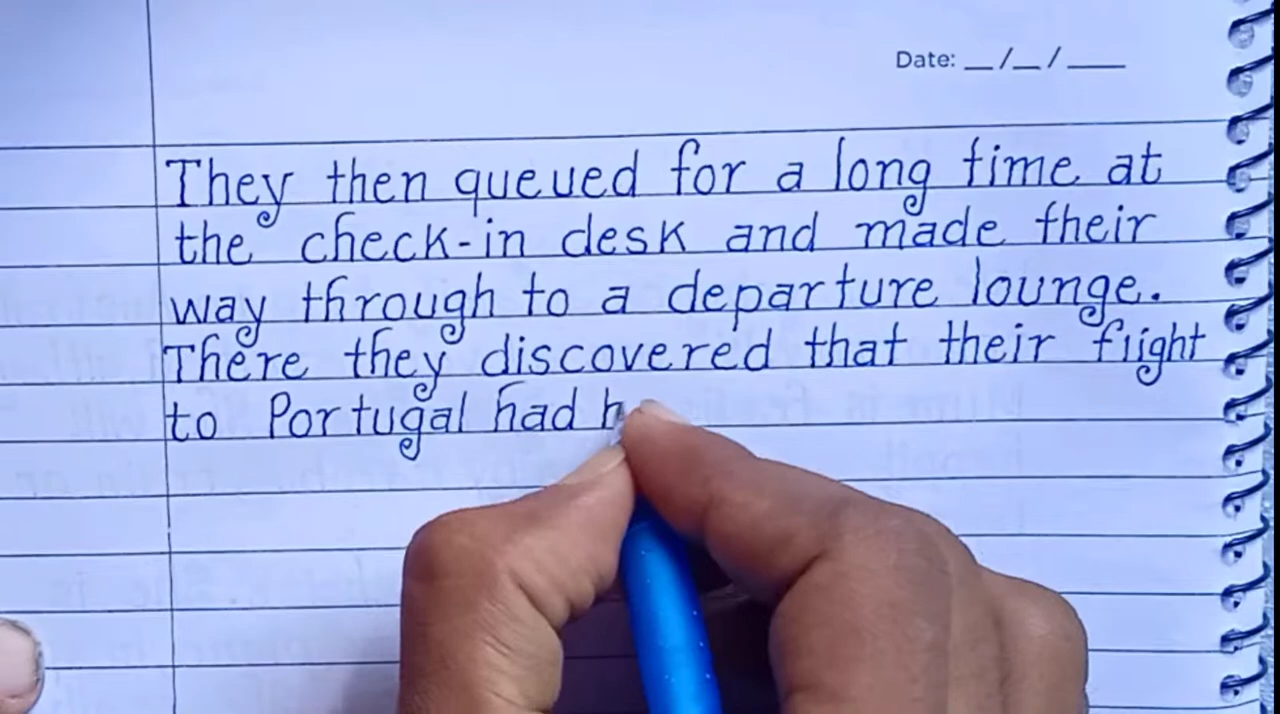 Date: __/__/____
They then queued for a long time at
the check-in desk and made their
way through to a departure lounge.
There they discovered that their flight
to Portugal had